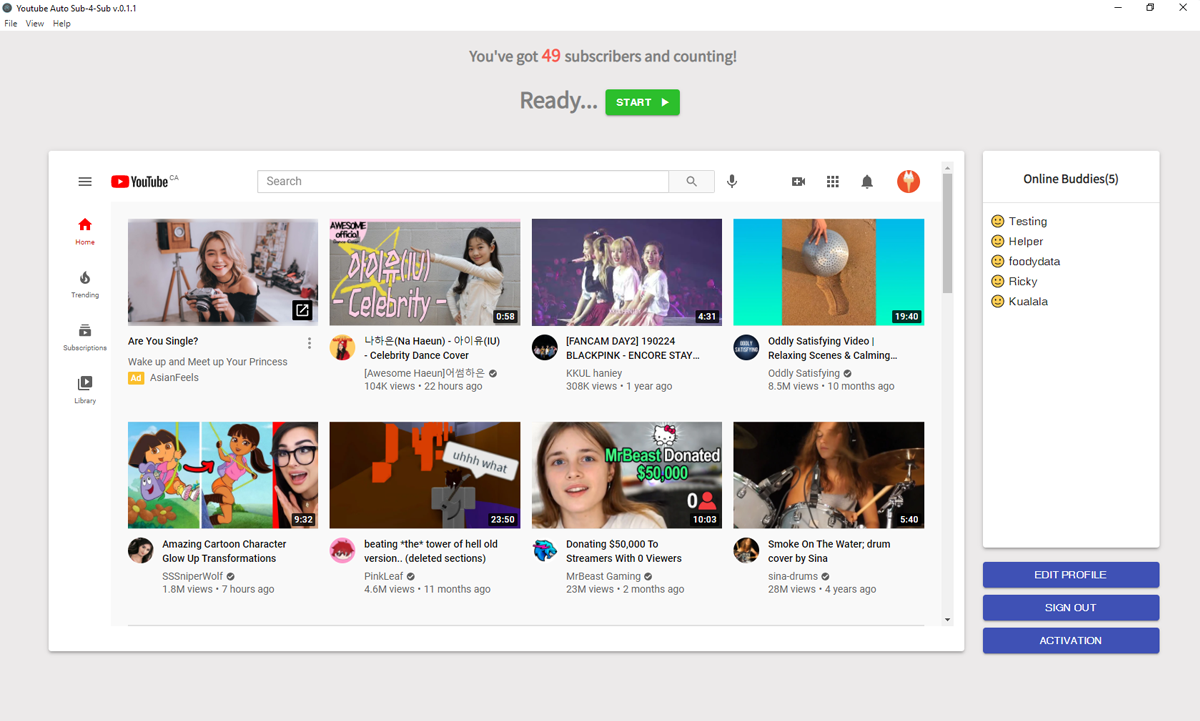 Youtube Auto Sub-4-Sub v.0.1.1
File View Help
You've got 49 subscribers and counting!
Ready... START
YouTube CA
Search
Home
Trending
Subscriptions
Library
0:58
4:31
19:40
AWESOME
official
아이유(IU)
- Celebrity -
Are You Single?
Wake up and Meet up Your Princess
Ad AsianFeels
나하은(Na Haeun) - 아이유(IU)
- Celebrity Dance Cover
[Awesome Haeun]어썸하은
104K views • 22 hours ago
[FANCAM DAY2] 190224
BLACKPINK - ENCORE STAY...
KKUL haniey
308K views • 1 year ago
ODDLY
SATISFYING
Oddly Satisfying Video |
Relaxing Scenes & Calming...
Oddly Satisfying
8.5M views • 10 months ago
9:32
uhhh what
23:50
MrBeast Donated
$50,000
0
10:03
5:40
Amazing Cartoon Character
Glow Up Transformations
SSSniperWolf
1.8M views • 7 hours ago
beating *the* tower of hell old
version.. (deleted sections)
PinkLeaf
4.6M views • 11 months ago
Donating $50,000 To
Streamers With 0 Viewers
MrBeast Gaming
23M views • 2 months ago
Smoke On The Water; drum
cover by Sina
sina-drums
28M views • 4 years ago
Online Buddies(5)
Testing
Helper
foodydata
Ricky
Kualala
EDIT PROFILE
SIGN OUT
ACTIVATION